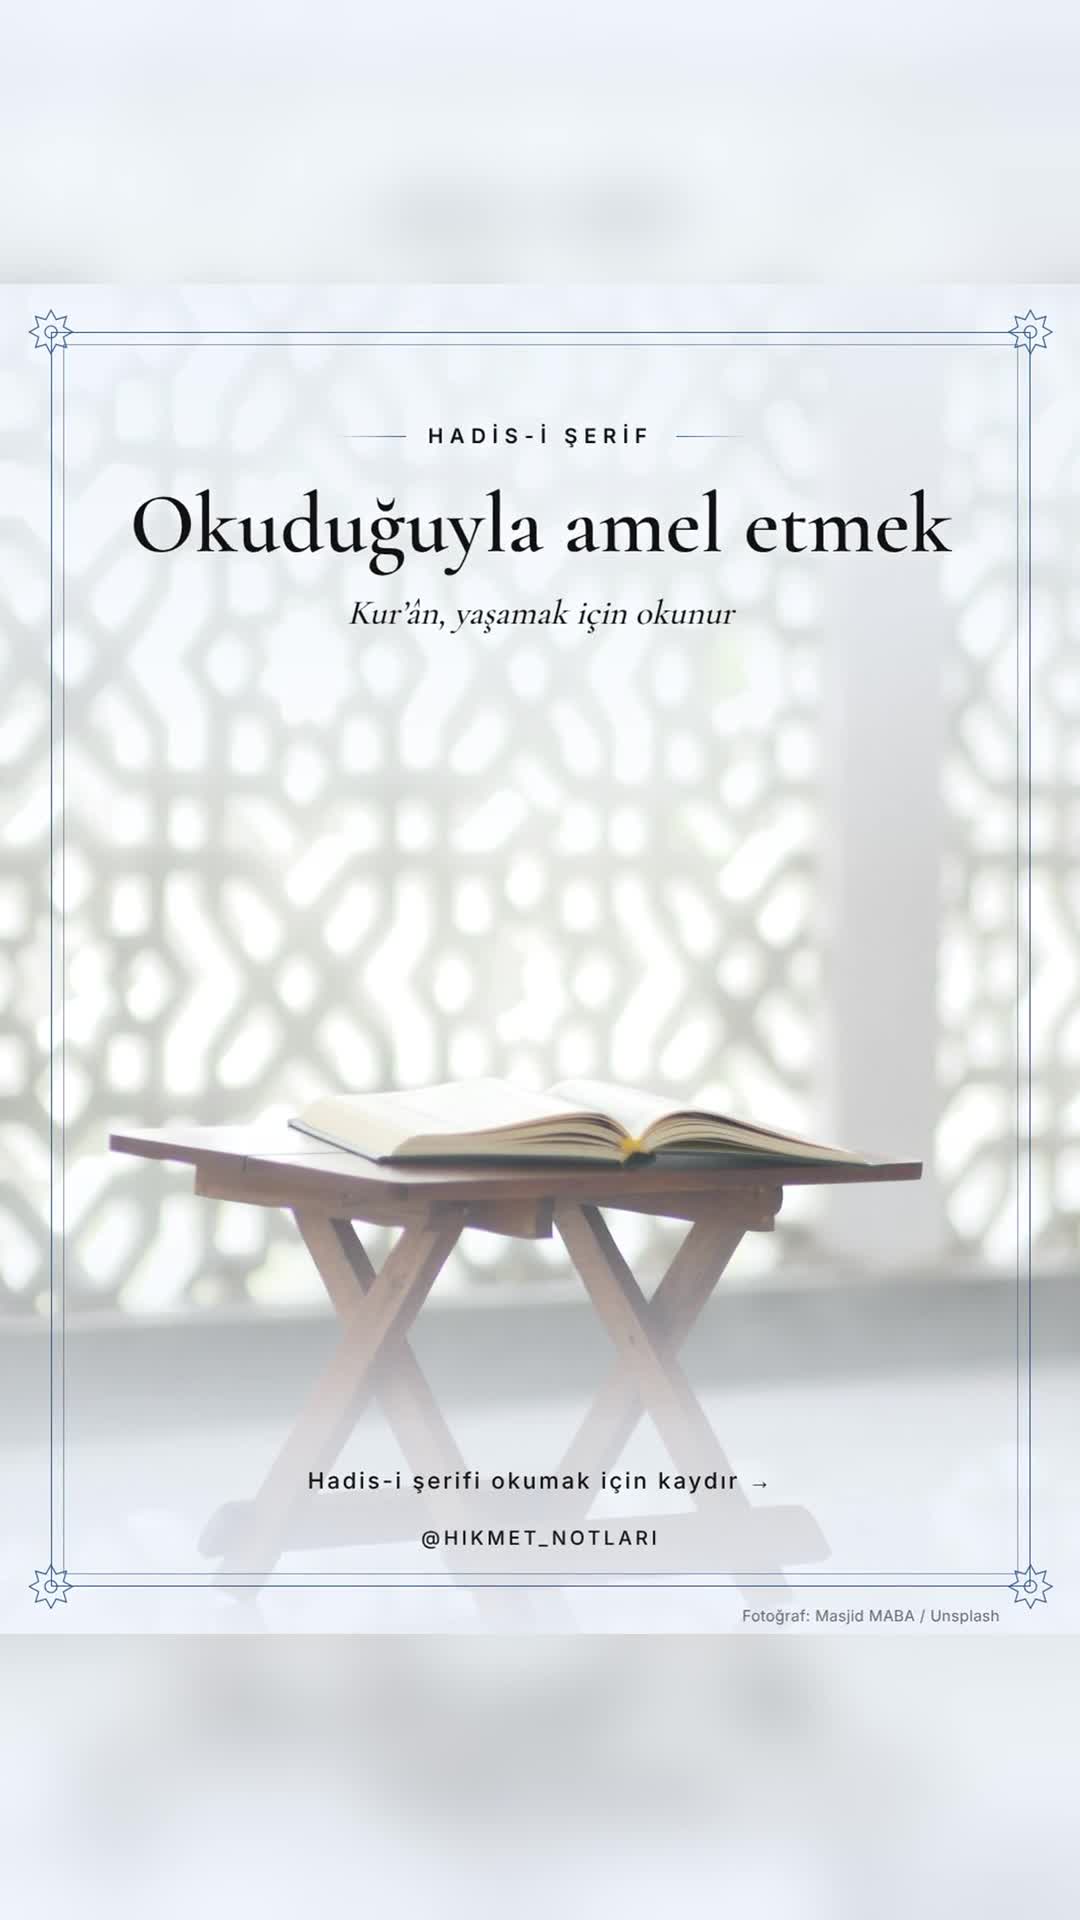 HADİS-İ ŞERİF
Okuduğuyla amel etmek
Kur'ân, yaşamak için okunur
Hadis-i şerifi okumak için kaydır →
@HIKMET_NOTLARI
Fotoğraf: Masjid MABA / Unsplash